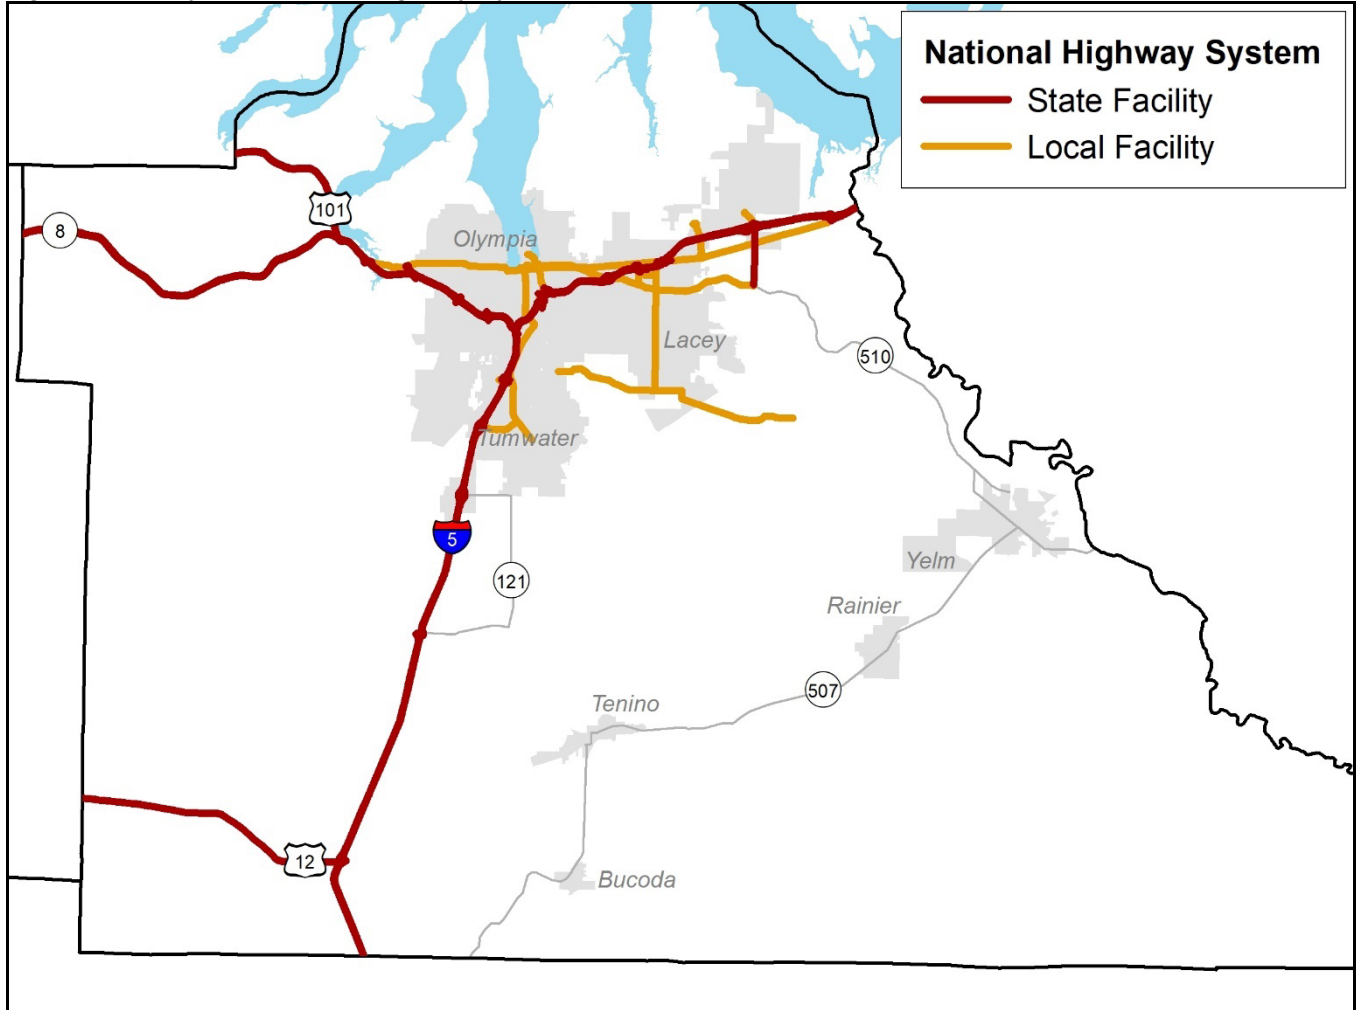 National Highway System
State Facility
Local Facility
101
8
Olympia
Lacey
510
Tumwater
5
121
Yelm
Rainier
507
Tenino
12
Bucoda